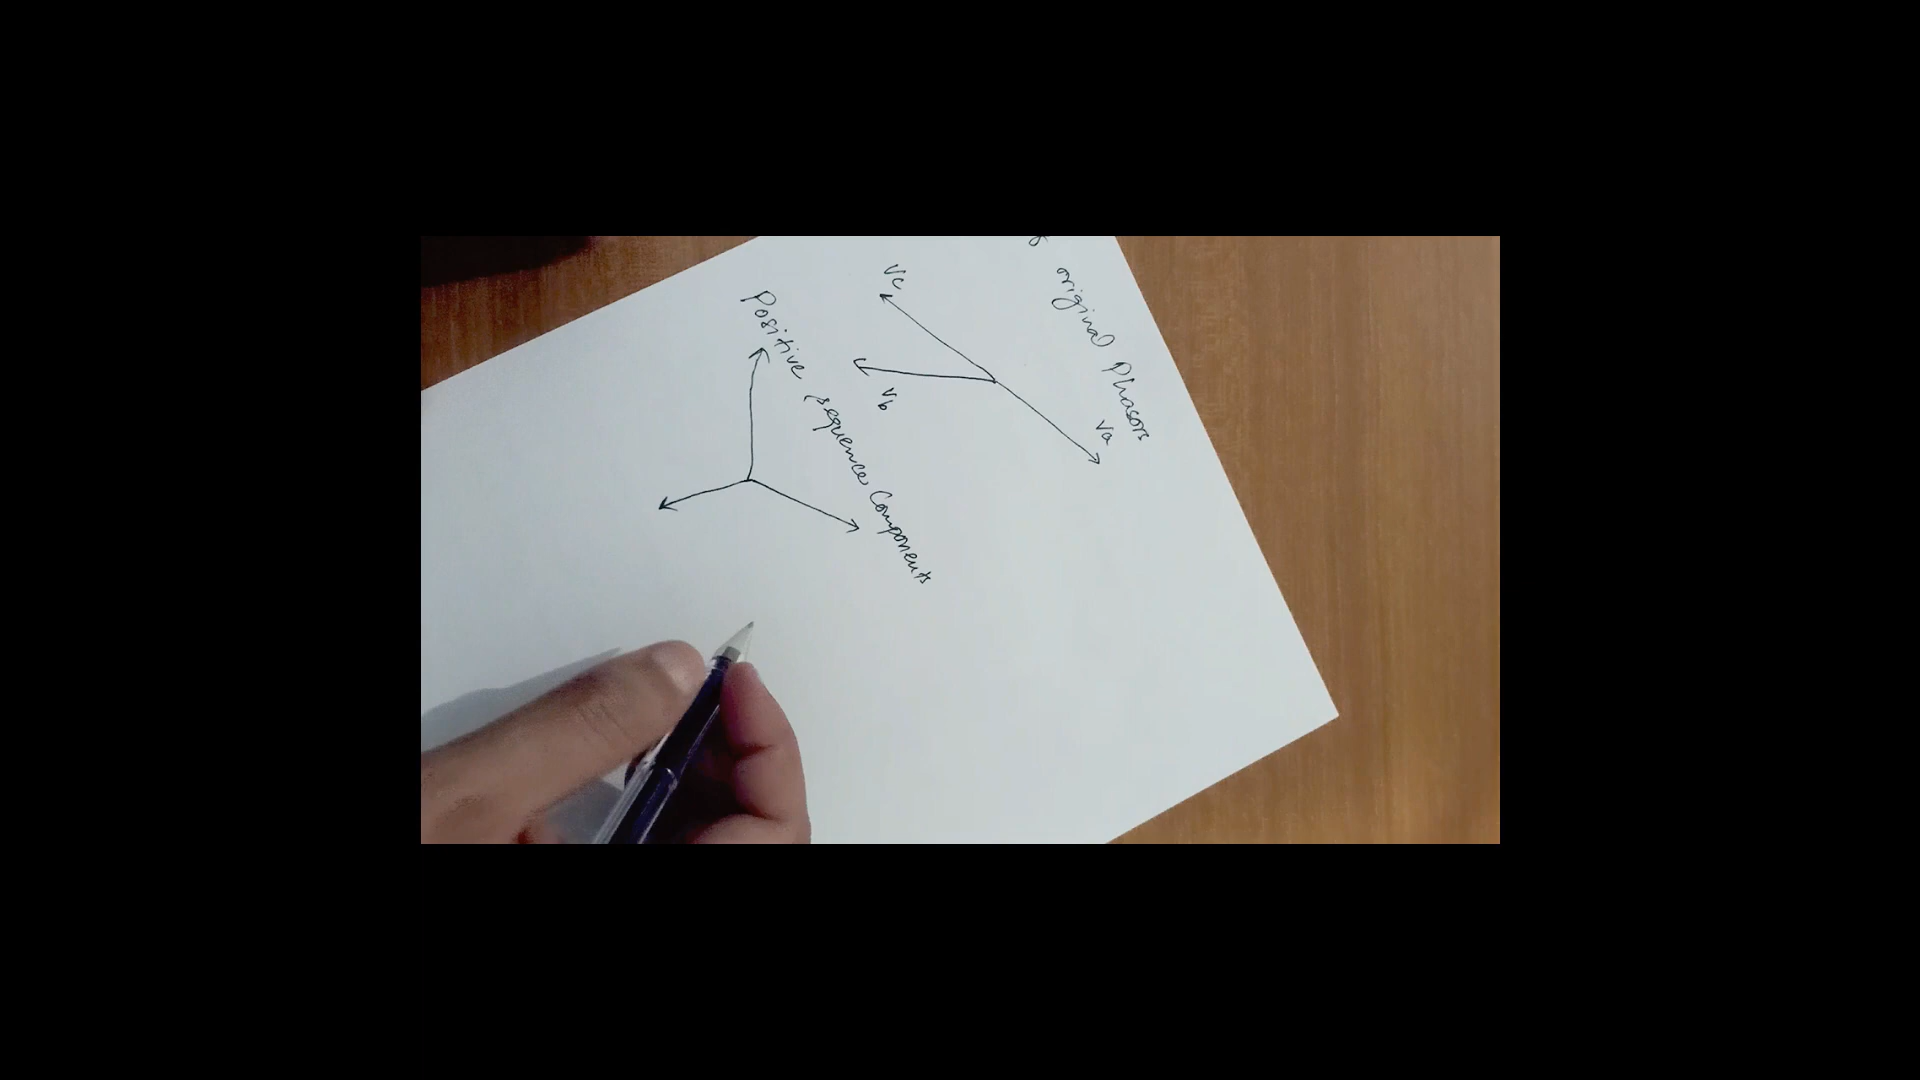 original Phasors
Va
Vb
Vc
Positive sequence Components